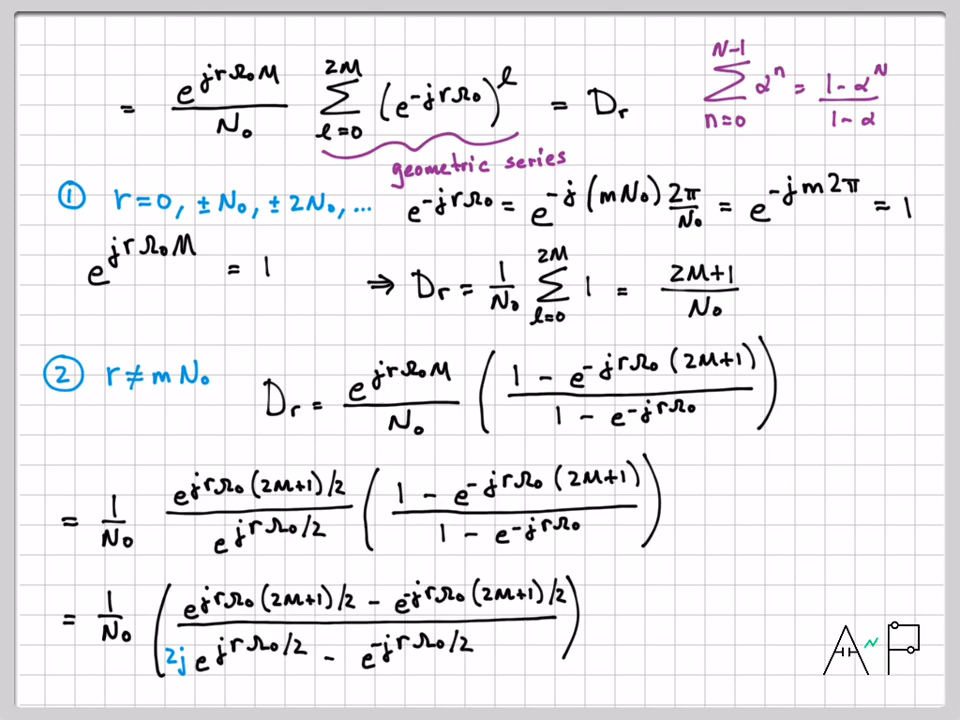 = e^{jrΩ₀M}/N₀ ∑_{l=0}^{2M} (e^{-jrΩ₀})^l = D_r
∑_{n=0}^{N-1} α^n = (1-α^N)/(1-α)
geometric series
① r=0, ±N₀, ±2N₀, ... e^{-jrΩ₀} = e^{-j(mN₀)2π/N₀} = e^{-jm2π} = 1
e^{jrΩ₀M} = 1 ⇒ D_r = 1/N₀ ∑_{l=0}^{2M} 1 = (2M+1)/N₀
② r≠mN₀ D_r = e^{jrΩ₀M}/N₀ ((1 - e^{-jrΩ₀(2M+1)})/(1 - e^{-jrΩ₀}))
= 1/N₀ e^{jrΩ₀(2M+1)/2}/e^{jrΩ₀/2} ((1 - e^{-jrΩ₀(2M+1)})/(1 - e^{-jrΩ₀}))
= 1/N₀ ((e^{jrΩ₀(2M+1)/2} - e^{-jrΩ₀(2M+1)/2})/(2j e^{jrΩ₀/2} - e^{-jrΩ₀/2}))
A~P